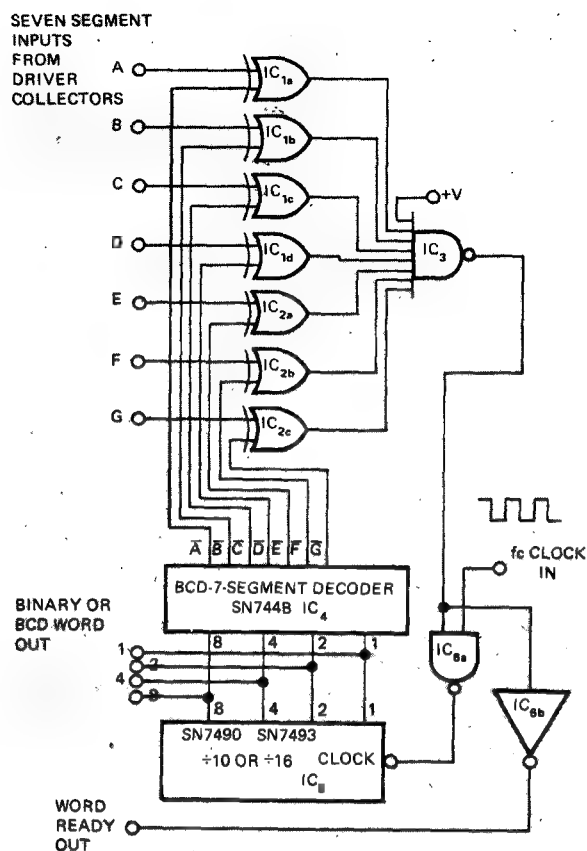 SEVEN SEGMENT
INPUTS
FROM
DRIVER
COLLECTORS
A
IC1a
B
IC1b
C
IC1c
+V
IC3
D
IC1d
E
IC2a
F
IC2b
G
IC2c
A̅ B̅ C̅ D̅ E̅ F̅ G̅
fc CLOCK
IN
BCD-7-SEGMENT DECODER
SN744B IC4
BINARY OR
BCD WORD
OUT
8 4 2 1
1
2
4
8 4 2 1
IC6a
IC6b
SN7490 SN7493
÷10 OR ÷16 CLOCK
IC
WORD
READY
OUT